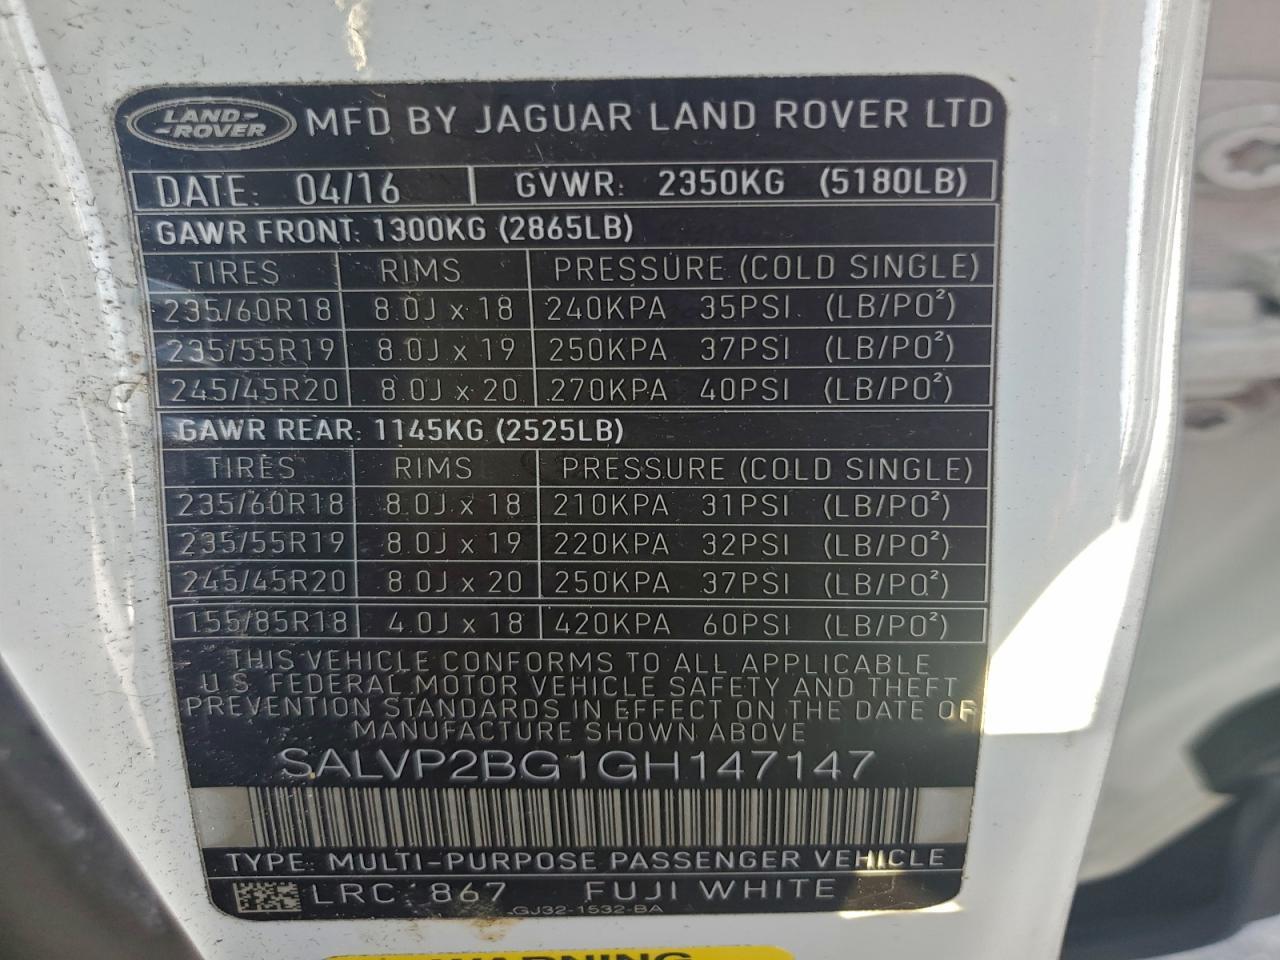 LAND-
-ROVER
MFD BY JAGUAR LAND ROVER LTD
DATE: 04/16 GVWR: 2350KG (5180LB)
GAWR FRONT: 1300KG (2865LB)
TIRES RIMS PRESSURE (COLD SINGLE)
235/60R18 8.0J x 18 240KPA 35PSI (LB/PO²)
235/55R19 8.0J x 19 250KPA 37PSI (LB/PO²)
245/45R20 8.0J x 20 270KPA 40PSI (LB/PO²)
GAWR REAR: 1145KG (2525LB)
TIRES RIMS PRESSURE (COLD SINGLE)
235/60R18 8.0J x 18 210KPA 31PSI (LB/PO²)
235/55R19 8.0J x 19 220KPA 32PSI (LB/PO²)
245/45R20 8.0J x 20 250KPA 37PSI (LB/PO²)
155/85R18 4.0J x 18 420KPA 60PSI (LB/PO²)
THIS VEHICLE CONFORMS TO ALL APPLICABLE
U.S. FEDERAL MOTOR VEHICLE SAFETY AND THEFT
PREVENTION STANDARDS IN EFFECT ON THE DATE OF
MANUFACTURE SHOWN ABOVE
SALVP2BG1GH147147
TYPE: MULTI-PURPOSE PASSENGER VEHICLE
LRC 867 FUJI WHITE
GJ32-1532-BA
WARNING